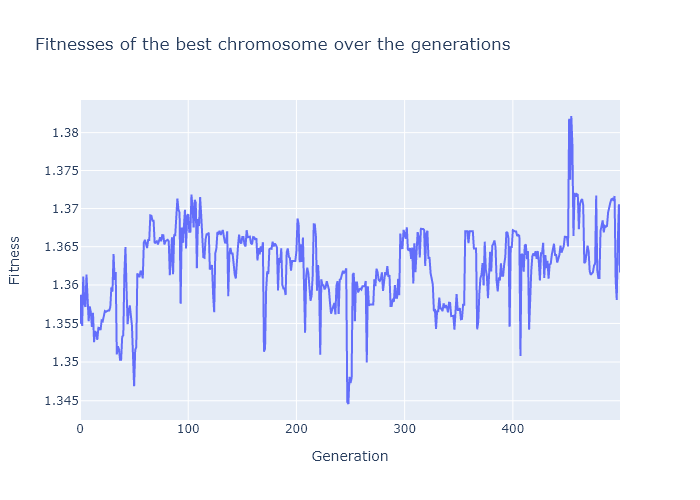 Fitnesses of the best chromosome over the generations
1.38
1.375
1.37
1.365
1.36
1.355
1.35
1.345
Fitness
0 100 200 300 400
Generation